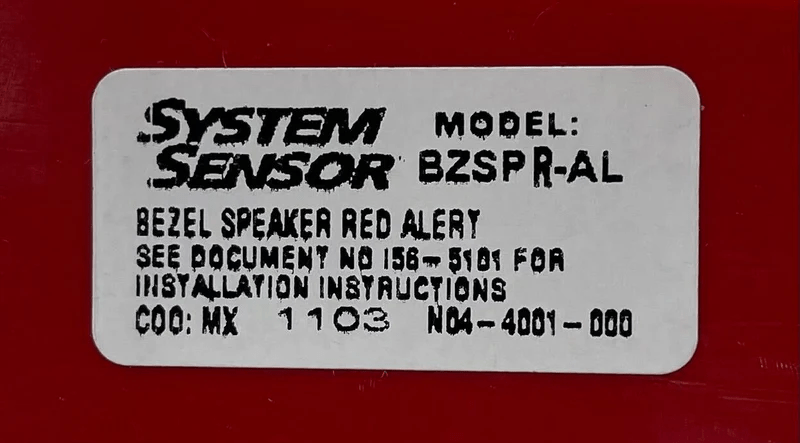 SYSTEM SENSOR
MODEL: BZSPR-AL
BEZEL SPEAKER RED ALERT
SEE DOCUMENT NO 156-5101 FOR
INSTALLATION INSTRUCTIONS
COO: MX 1103 N04-4001-000